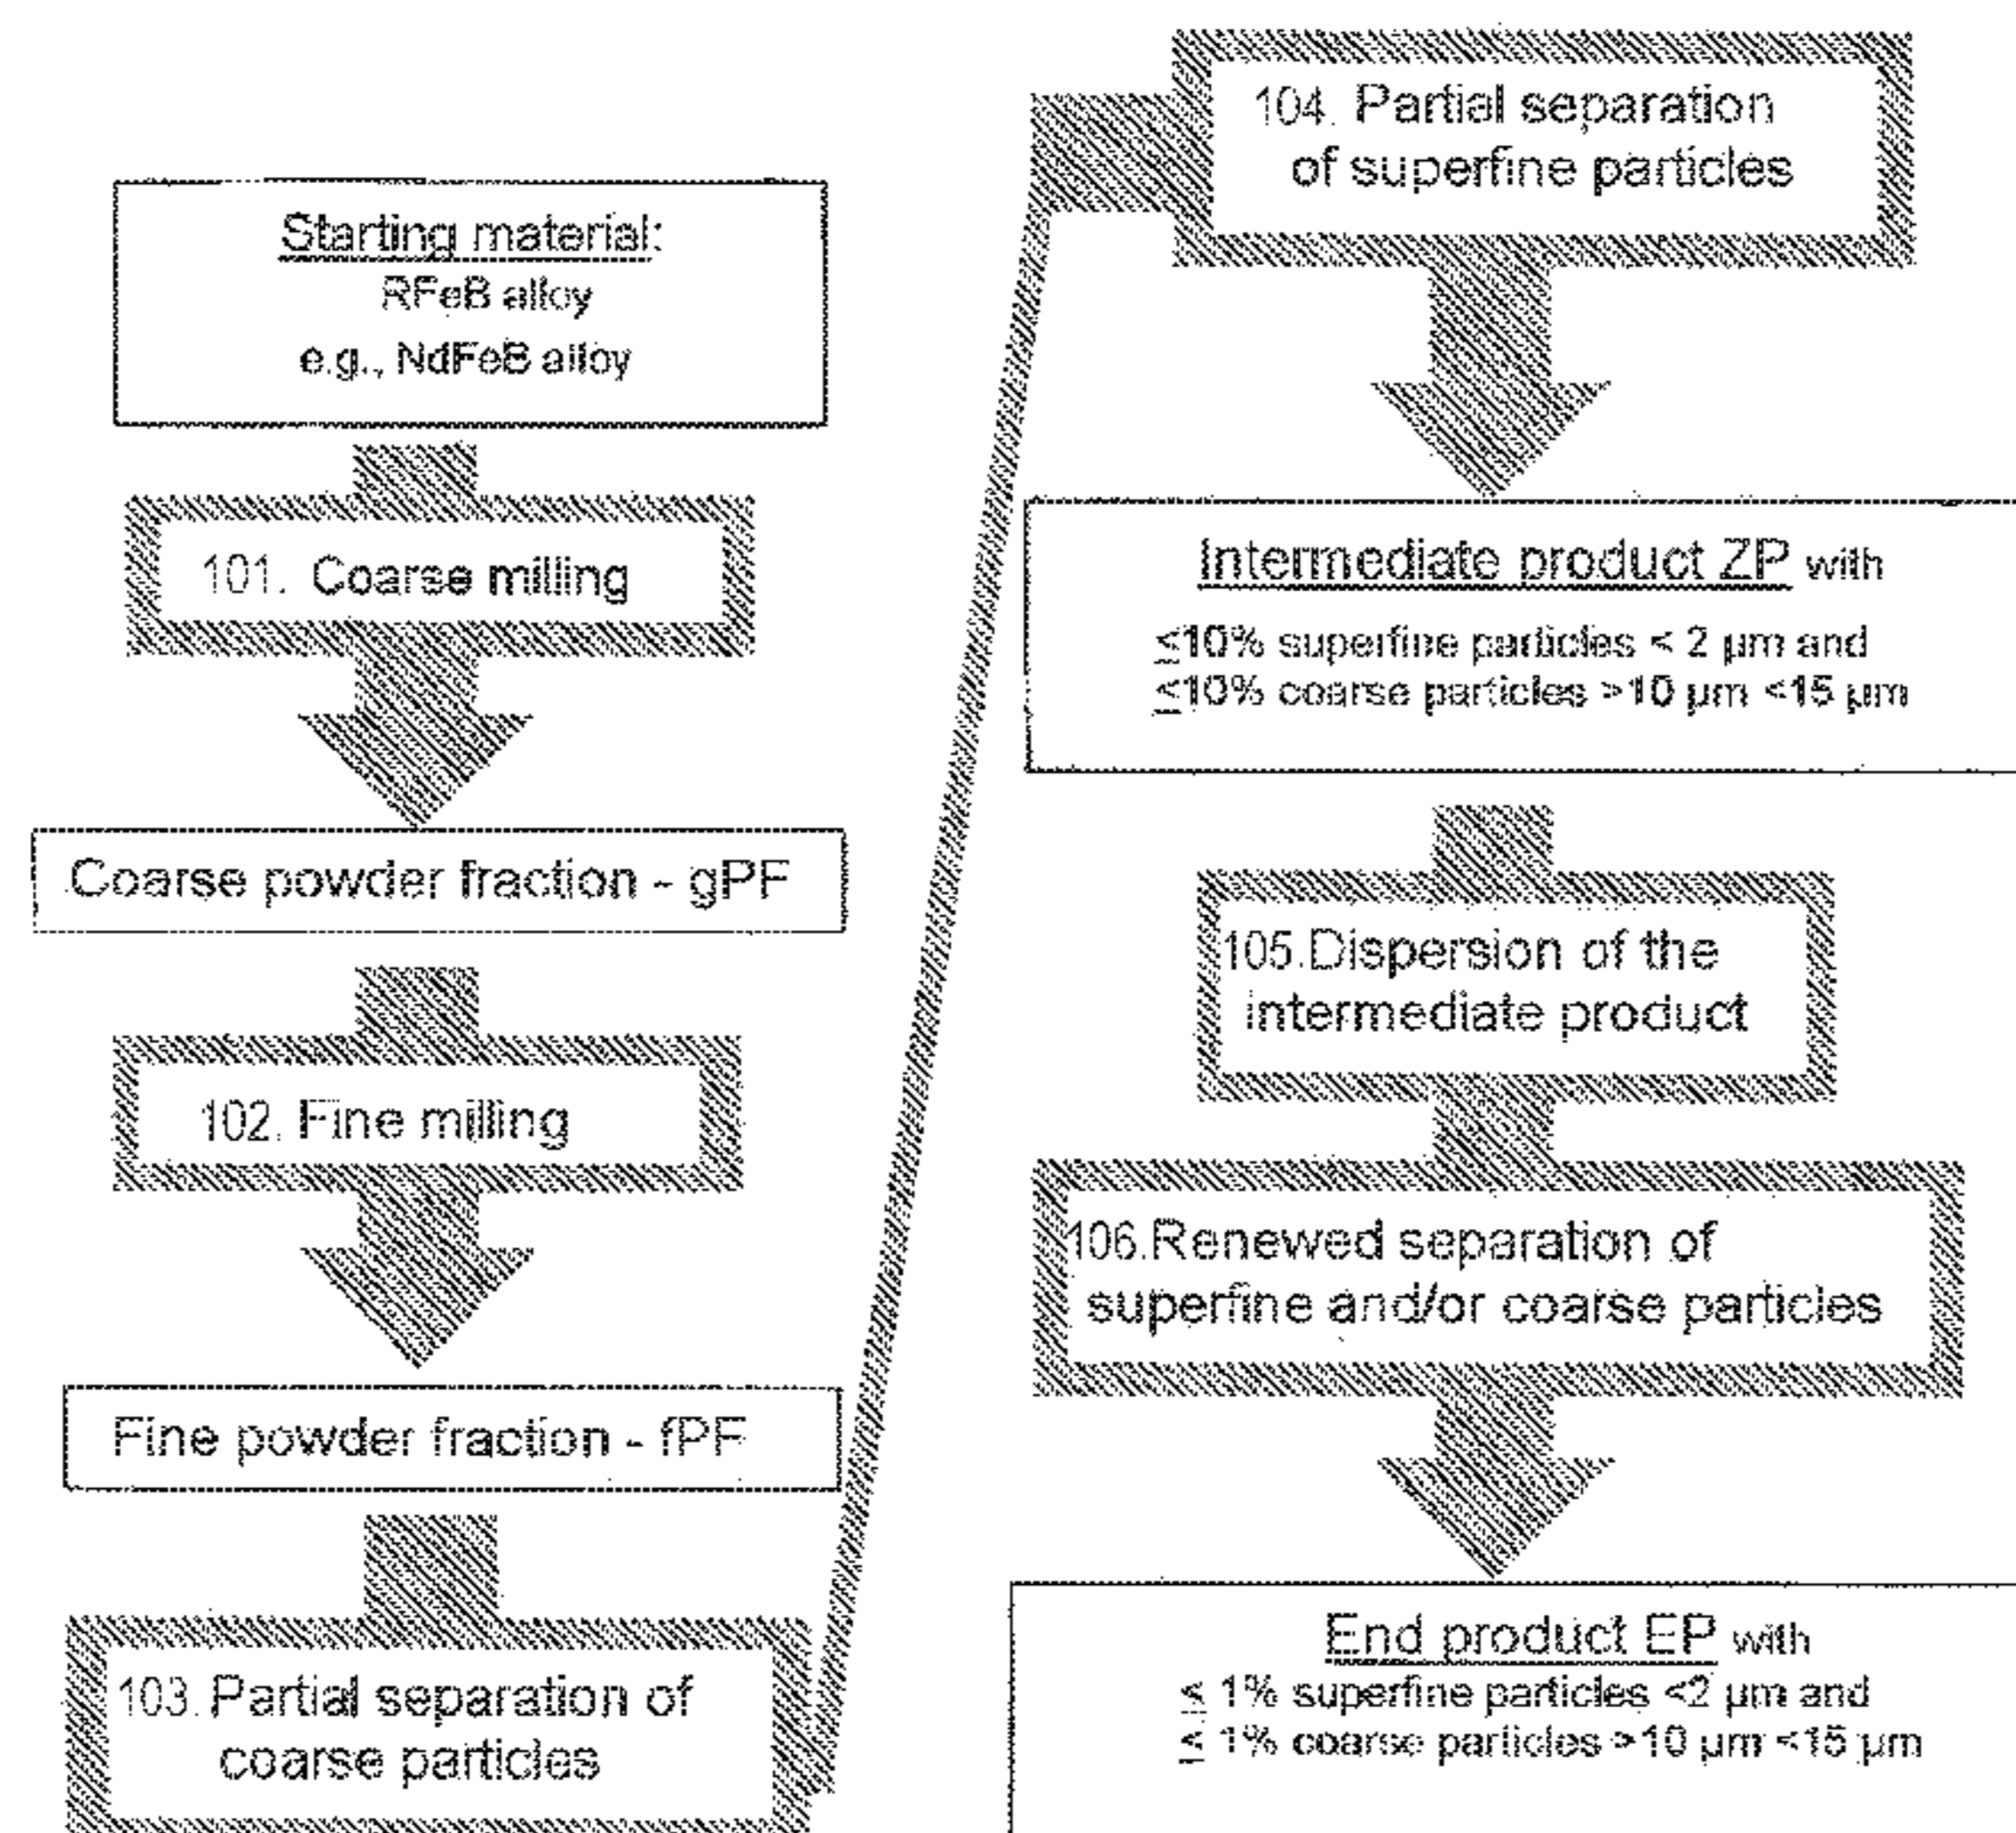 Starting material:
RFeB alloy
e.g., NdFeB alloy
101. Coarse milling
Coarse powder fraction - gPF
102. Fine milling
Fine powder fraction - fPF
103. Partial separation of
coarse particles
104. Partial separation
of superfine particles
Intermediate product ZP with
≤10% superfine particles < 2 µm and
≤10% coarse particles >10 µm <15 µm
105.Dispersion of the
intermediate product
106.Renewed separation of
superfine and/or coarse particles
End product EP with
≤ 1% superfine particles <2 µm and
≤ 1% coarse particles >10 µm <15 µm